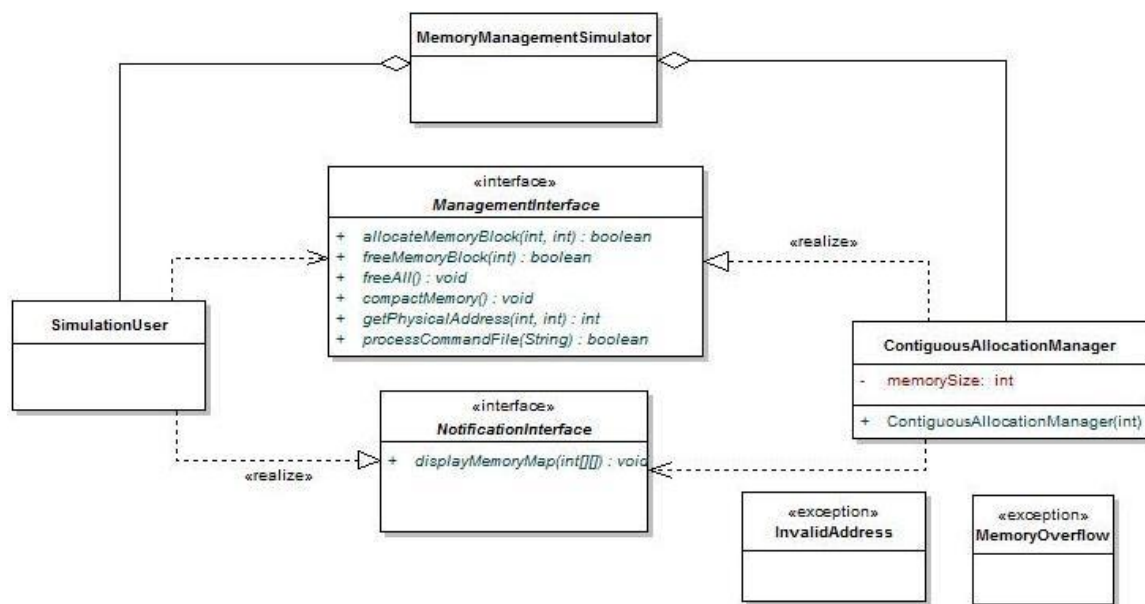 MemoryManagementSimulator
«interface»
ManagementInterface
+ allocateMemoryBlock(int, int) : boolean
+ freeMemoryBlock(int) : boolean
+ freeAll() : void
+ compactMemory() : void
+ getPhysicalAddress(int, int) : int
+ processCommandFile(String) : boolean
«realize»
SimulationUser
ContiguousAllocationManager
- memorySize: int
+ ContiguousAllocationManager(int)
«interface»
NotificationInterface
+ displayMemoryMap(int[][]) : void
«realize»
«exception»
InvalidAddress
«exception»
MemoryOverflow